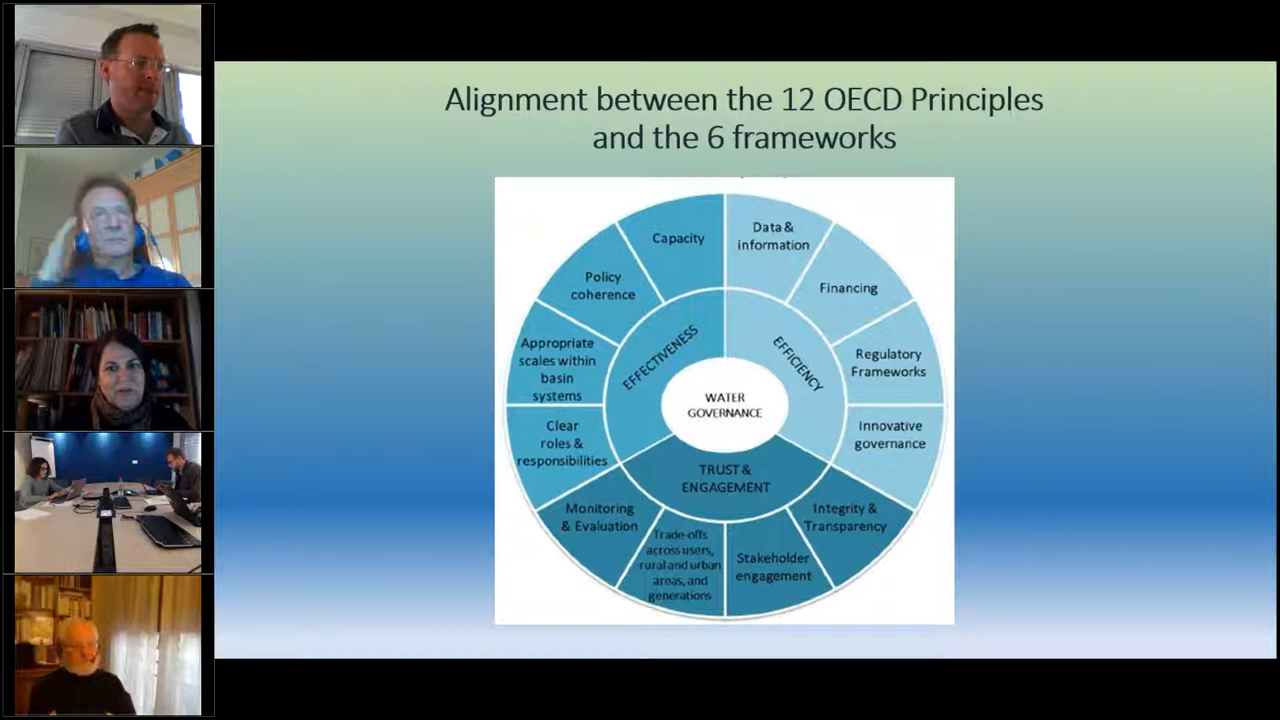 Alignment between the 12 OECD Principles
and the 6 frameworks
Capacity
Data &
information
Policy
coherence
Financing
Appropriate
scales within
basin
systems
EFFECTIVENESS
EFFICIENCY
Regulatory
Frameworks
WATER
GOVERNANCE
Clear
roles &
responsibilities
Innovative
governance
TRUST &
ENGAGEMENT
Monitoring
& Evaluation
Integrity &
Transparency
Trade-offs
across users,
rural and urban
areas, and
generations
Stakeholder
engagement